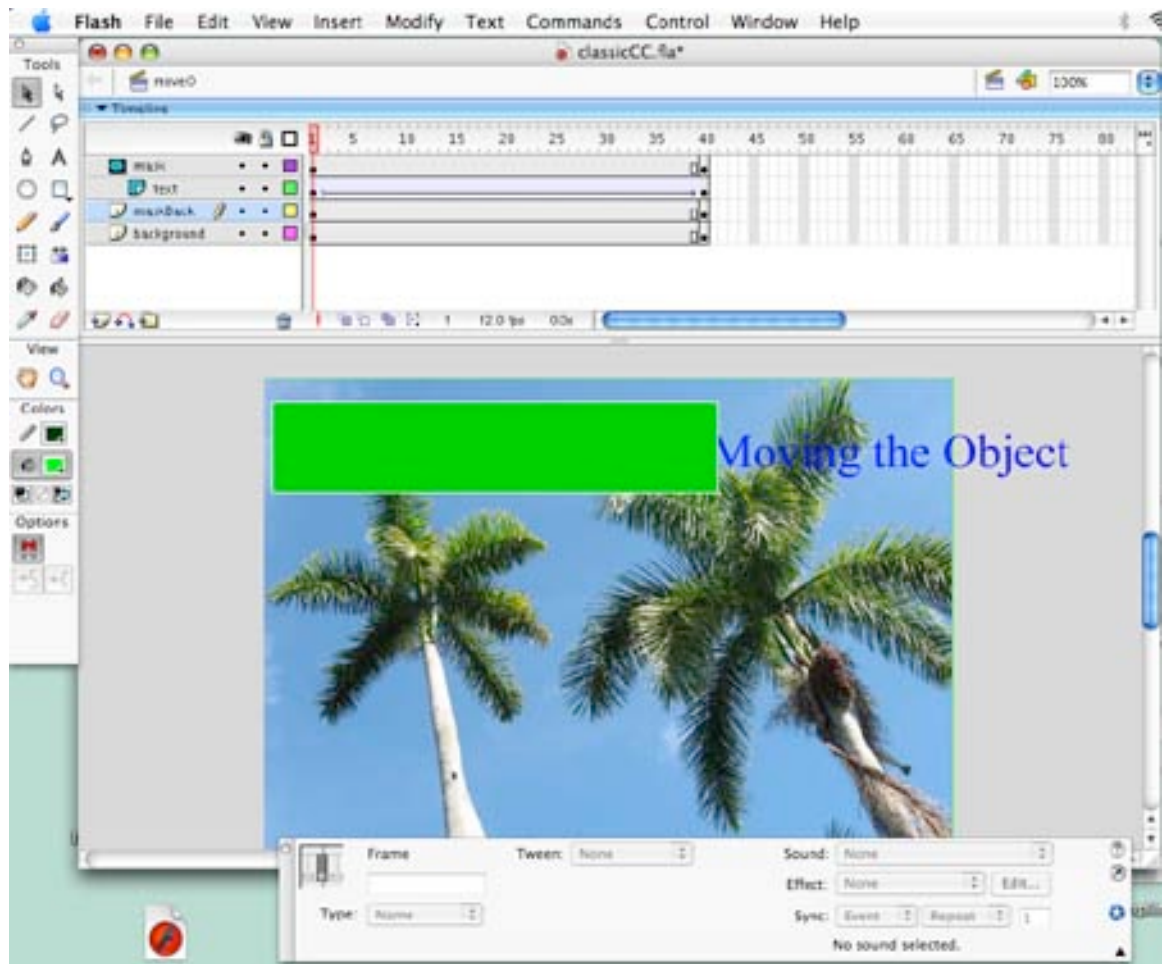 Flash File Edit View Insert Modify Text Commands Control Window Help
classicCC.fla*
Tools
moveO
100%
Timeline
5 10 15 20 25 30 35 40 45 50 55 60 65 70 75 80
text
mainBack
background
1 12.0 fps 0.0s
View
Colors
Moving the Object
Options
Frame
Tween: None
Sound: None
Effect: None
Edit...
Type: Name
Sync: Event Repeat 1
No sound selected.